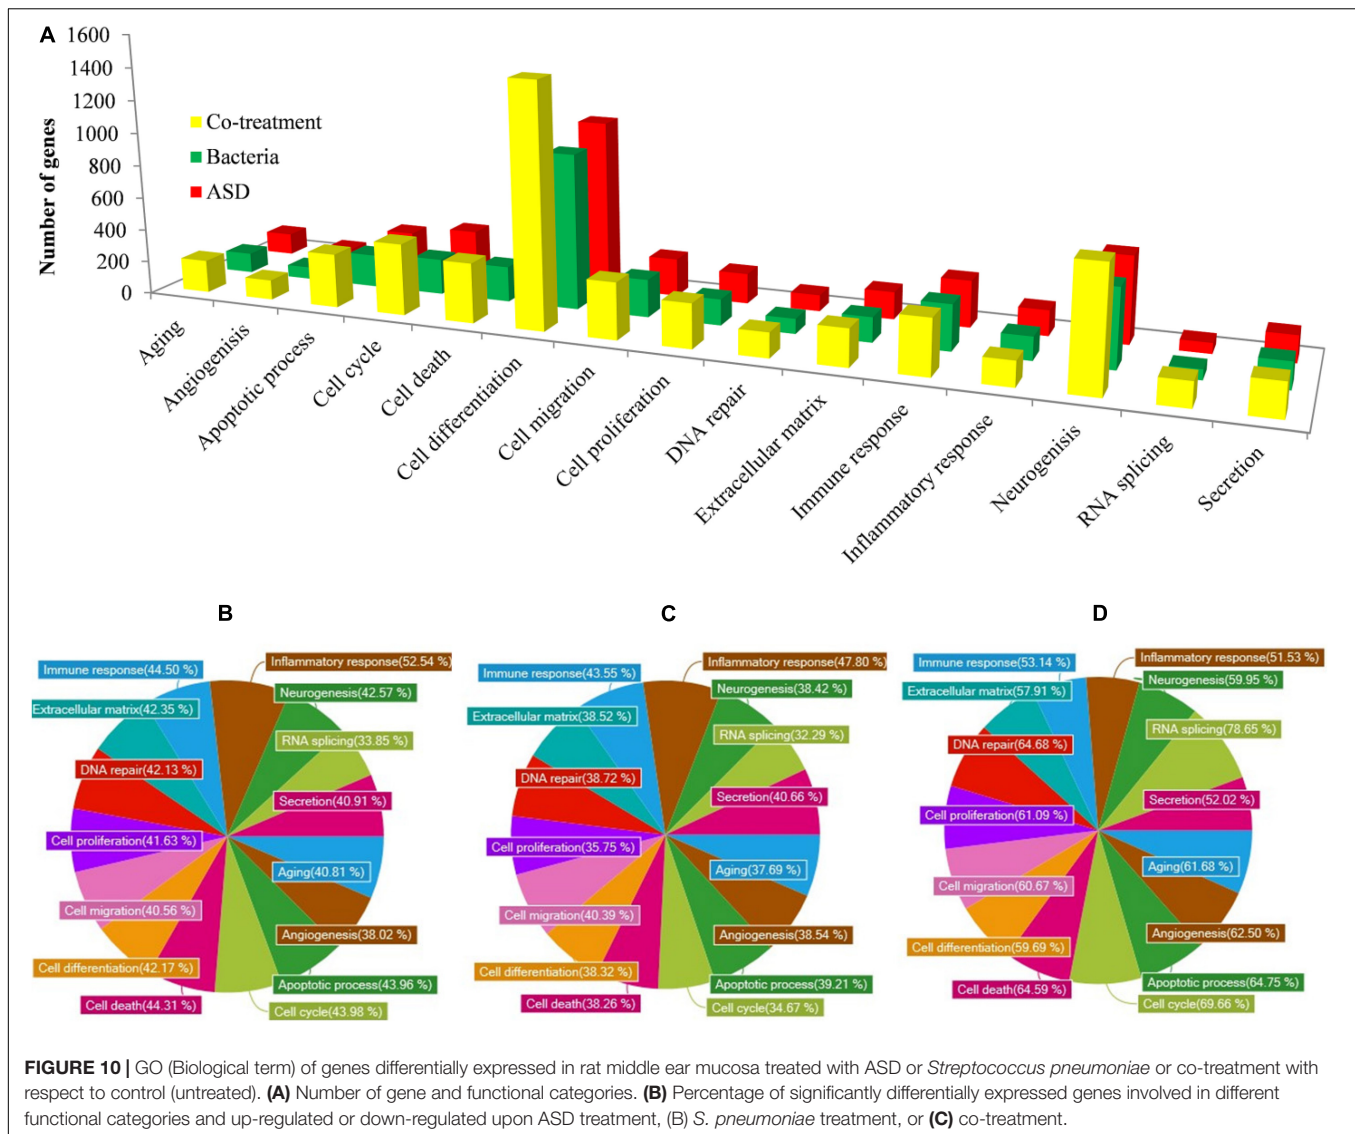 A
1600
1400
1200
1000
800
600
400
200
0
Number of genes
Co-treatment
Bacteria
ASD
Aging
Angiogenisis
Apoptotic process
Cell cycle
Cell death
Cell differentiation
Cell migration
Cell proliferation
DNA repair
Extracellular matrix
Immune response
Inflammatory response
Neurogenisis
RNA splicing
Secretion
B
Immune response(44.50 %)
Inflammatory response(52.54 %)
Extracellular matrix(42.35 %)
Neurogenesis(42.57 %)
DNA repair(42.13 %)
RNA splicing(33.85 %)
Secretion(40.91 %)
Cell proliferation(41.63 %)
Aging(40.81 %)
Cell migration(40.56 %)
Angiogenesis(38.02 %)
Cell differentiation(42.17 %)
Apoptotic process(43.96 %)
Cell death(44.31 %)
Cell cycle(43.98 %)
C
Immune response(43.55 %)
Inflammatory response(47.80 %)
Extracellular matrix(38.52 %)
Neurogenesis(38.42 %)
DNA repair(38.72 %)
RNA splicing(32.29 %)
Secretion(40.66 %)
Cell proliferation(35.75 %)
Aging(37.69 %)
Cell migration(40.39 %)
Angiogenesis(38.54 %)
Cell differentiation(38.32 %)
Apoptotic process(39.21 %)
Cell death(38.26 %)
Cell cycle(34.67 %)
D
Immune response(53.14 %)
Inflammatory response(51.53 %)
Extracellular matrix(57.91 %)
Neurogenesis(59.95 %)
DNA repair(64.68 %)
RNA splicing(78.65 %)
Secretion(52.02 %)
Cell proliferation(61.09 %)
Aging(61.68 %)
Cell migration(60.67 %)
Angiogenesis(62.50 %)
Cell differentiation(59.69 %)
Apoptotic process(64.75 %)
Cell death(64.59 %)
Cell cycle(69.66 %)
FIGURE 10 | GO (Biological term) of genes differentially expressed in rat middle ear mucosa treated with ASD or Streptococcus pneumoniae or co-treatment with
respect to control (untreated). (A) Number of gene and functional categories. (B) Percentage of significantly differentially expressed genes involved in different
functional categories and up-regulated or down-regulated upon ASD treatment, (B) S. pneumoniae treatment, or (C) co-treatment.